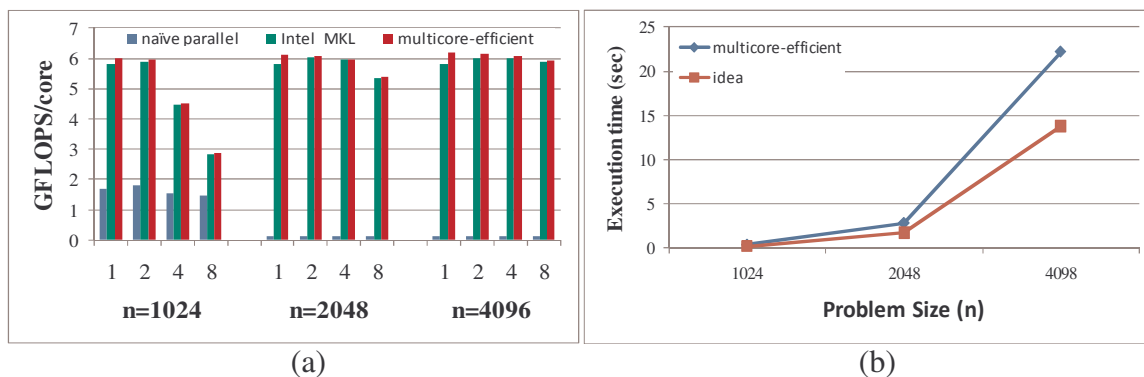 naïve parallel Intel MKL multicore-efficient
GFLOPS/core
7
6
5
4
3
2
1
0
1 2 4 8 1 2 4 8 1 2 4 8
n=1024 n=2048 n=4096
(a)
multicore-efficient
idea
Execution time (sec)
25
20
15
10
5
0
1024 2048 4098
Problem Size (n)
(b)